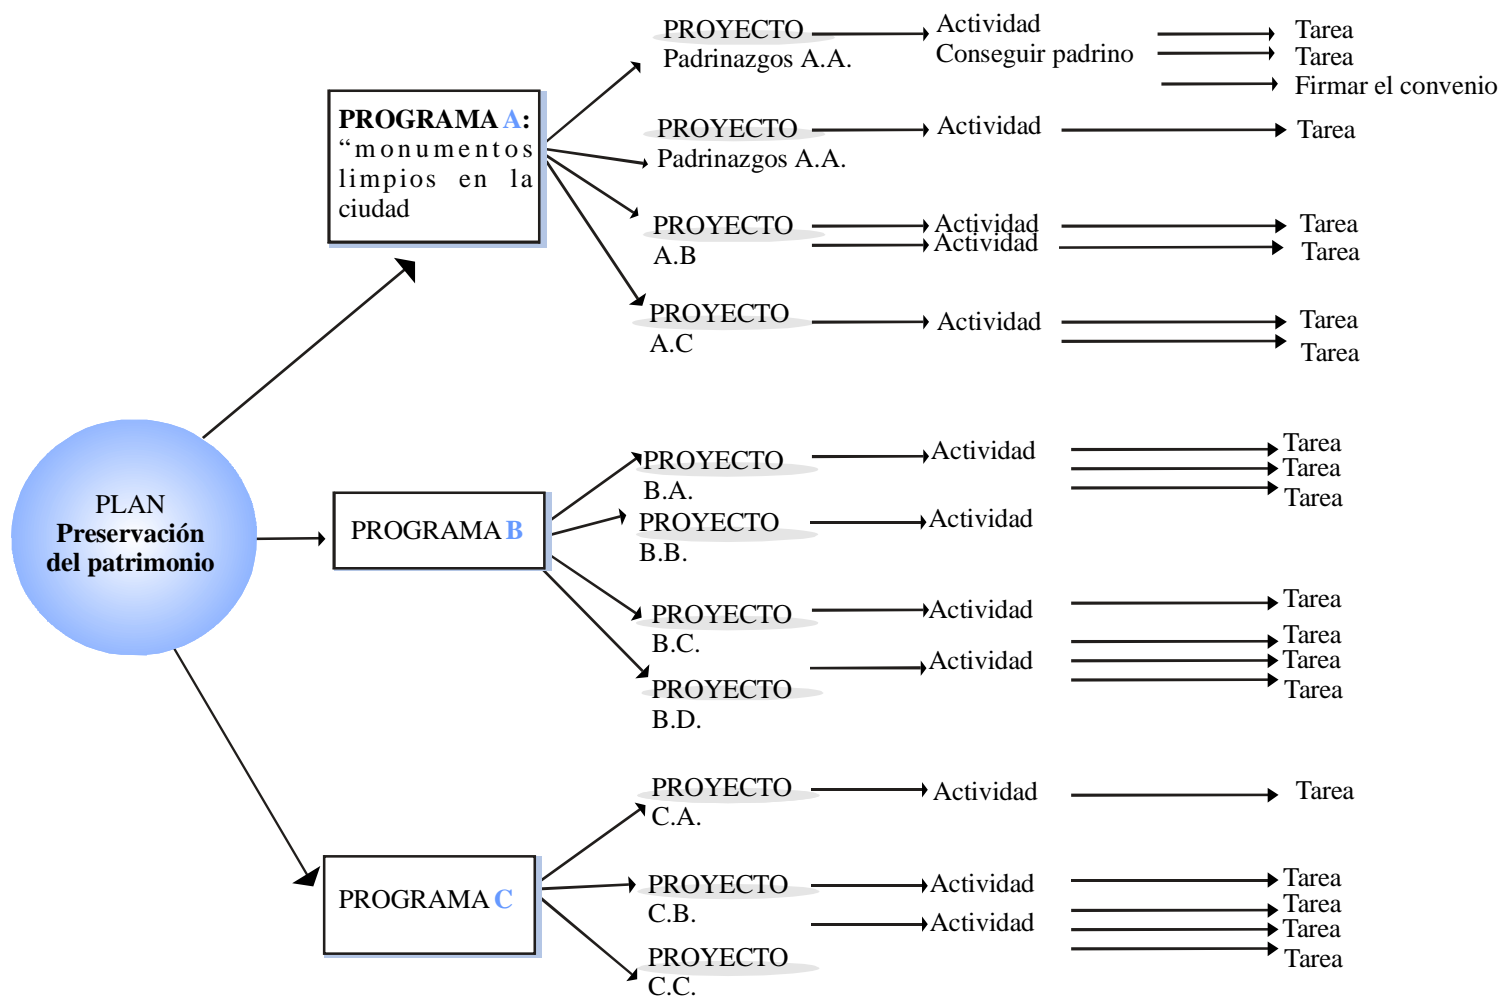 PROYECTO
Padrinazgos A.A.
Actividad
Conseguir padrino
Tarea
Tarea
Firmar el convenio
PROGRAMA A:
“monumentos
limpios en la
ciudad
PROYECTO
Padrinazgos A.A.
Actividad
Tarea
PROYECTO
A.B
Actividad
Actividad
Tarea
Tarea
PROYECTO
A.C
Actividad
Tarea
Tarea
PLAN
Preservación
del patrimonio
PROGRAMA B
PROYECTO
B.A.
Actividad
Tarea
Tarea
Tarea
PROYECTO
B.B.
Actividad
PROYECTO
B.C.
Actividad
Tarea
PROYECTO
B.D.
Actividad
Tarea
Tarea
Tarea
PROGRAMA C
PROYECTO
C.A.
Actividad
Tarea
PROYECTO
C.B.
Actividad
Actividad
Tarea
Tarea
Tarea
Tarea
PROYECTO
C.C.